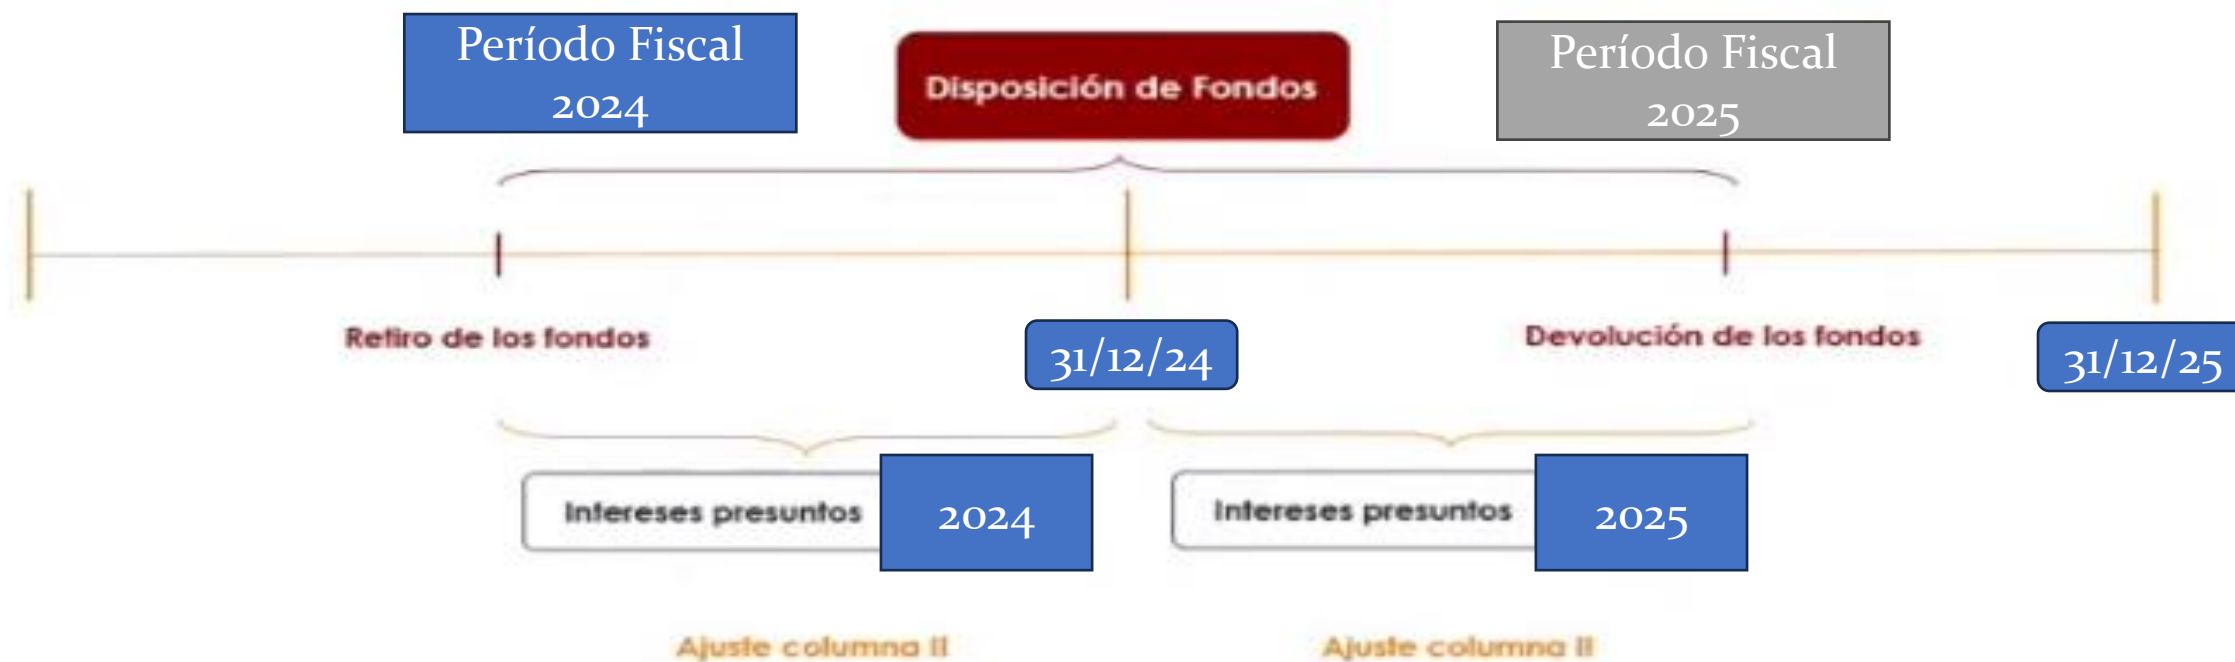 Período Fiscal
2024
Disposición de Fondos
Período Fiscal
2025
Retiro de los fondos
31/12/24
Devolución de los fondos
31/12/25
Intereses presuntos
2024
Intereses presuntos
2025
Ajuste columna II
Ajuste columna II